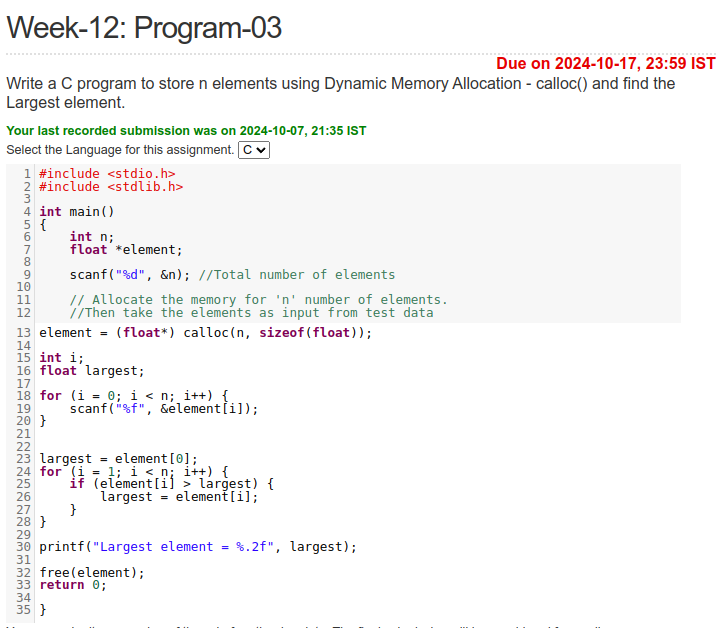 Week-12: Program-03
Due on 2024-10-17, 23:59 IST
Write a C program to store n elements using Dynamic Memory Allocation - calloc() and find the
Largest element.
Your last recorded submission was on 2024-10-07, 21:35 IST
Select the Language for this assignment. C
1 #include <stdio.h>
2 #include <stdlib.h>
3
4 int main()
5 {
6     int n;
7     float *element;
8
9     scanf("%d", &n); //Total number of elements
10
11     // Allocate the memory for 'n' number of elements.
12     //Then take the elements as input from test data
13 element = (float*) calloc(n, sizeof(float));
14
15 int i;
16 float largest;
17
18 for (i = 0; i < n; i++) {
19     scanf("%f", &element[i]);
20 }
21
22
23 largest = element[0];
24 for (i = 1; i < n; i++) {
25     if (element[i] > largest) {
26         largest = element[i];
27     }
28 }
29
30 printf("Largest element = %.2f", largest);
31
32 free(element);
33 return 0;
34
35 }